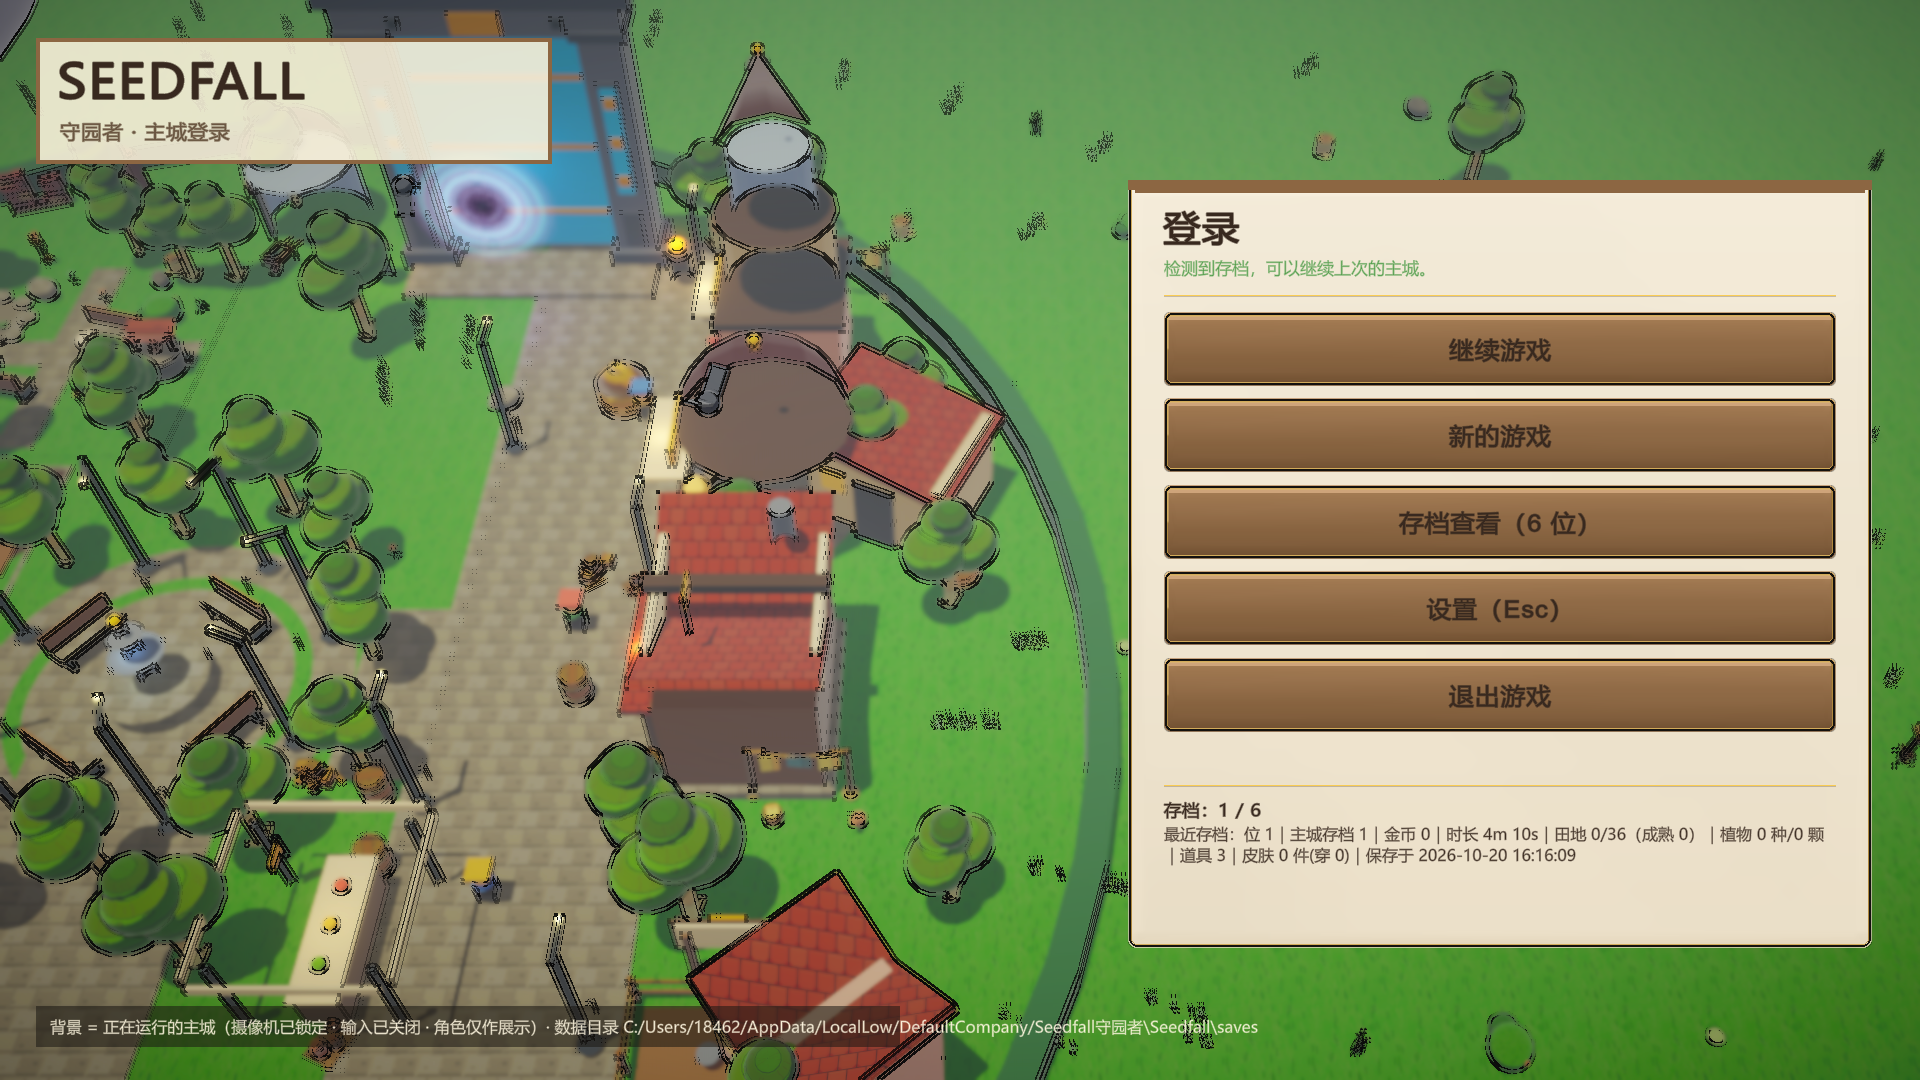 SEEDFALL
守园者 · 主城登录
登录
检测到存档，可以继续上次的主城。
继续游戏
新的游戏
存档查看（6 位）
设置（Esc）
退出游戏
存档：1 / 6
最近存档：位 1 | 主城存档 1 | 金币 0 | 时长 4m 10s | 田地 0/36（成熟 0） | 植物 0 种/0 颗
| 道具 3 | 皮肤 0 件(穿 0) | 保存于 2026-10-20 16:16:09
背景 = 正在运行的主城（摄像机已锁定 · 输入已关闭 · 角色仅作展示）· 数据目录 C:/Users/18462/AppData/LocalLow/DefaultCompany/Seedfall守园者\Seedfall\saves